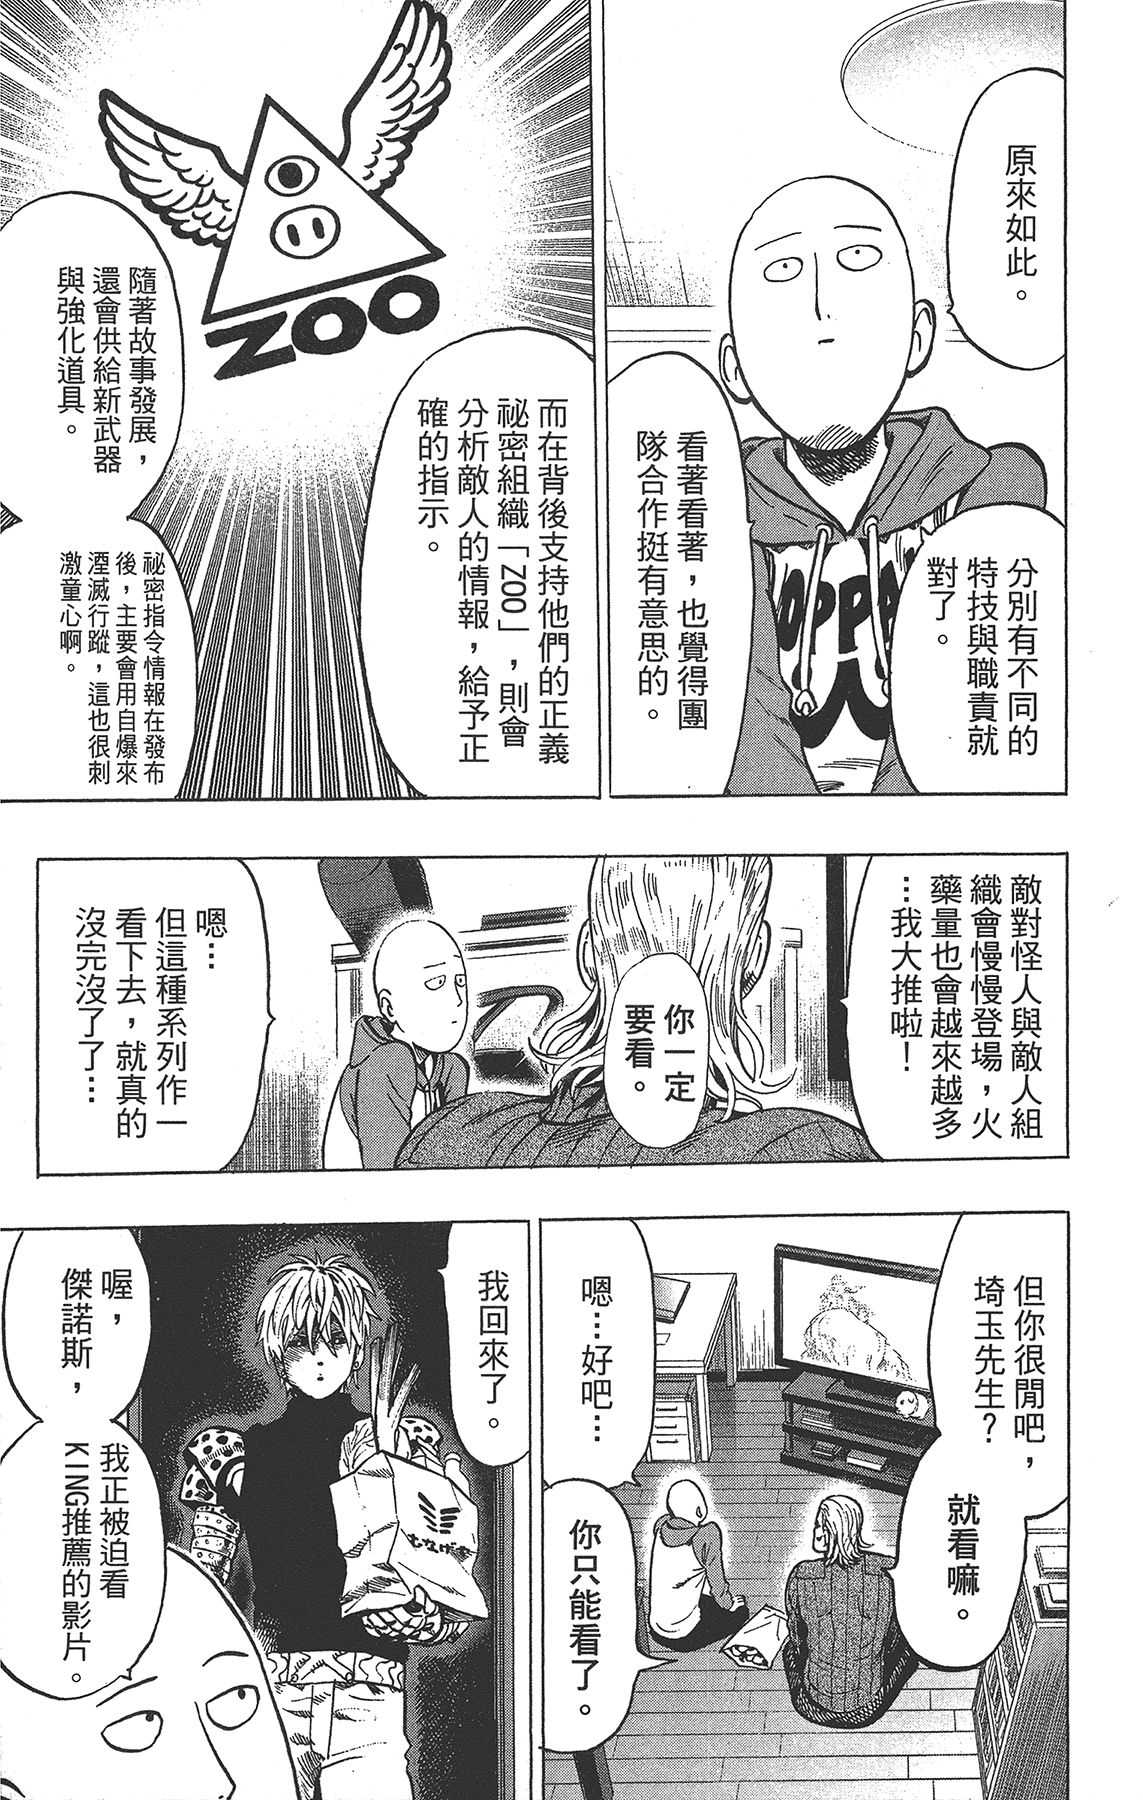 原來如此。
分別有不同的
特技與職責就
對了。
看著看著，也覺得團
隊合作挺有意思的。
而在背後支持他們的正義
祕密組織「ZOO」，則會
分析敵人的情報，給予正
確的指示。
ZOO
隨著故事發展，
還會供給新武器
與強化道具。
祕密指令情報在發布
後，主要會用自爆來
湮滅行蹤，這也很刺
激童心啊。
OPPA
敵對怪人與敵人組
織會慢慢登場，火
藥量也會越來越多
…我大推啦！
你一定
要看。
嗯…
但這種系列作一
看下去，就真的
沒完沒了了…
但你很閒吧，
埼玉先生？
就看嘛。
嗯…好吧…
你只能看了。
我回來了。
むなげや
喔，
傑諾斯，
我正被迫看
KING推薦的影片。